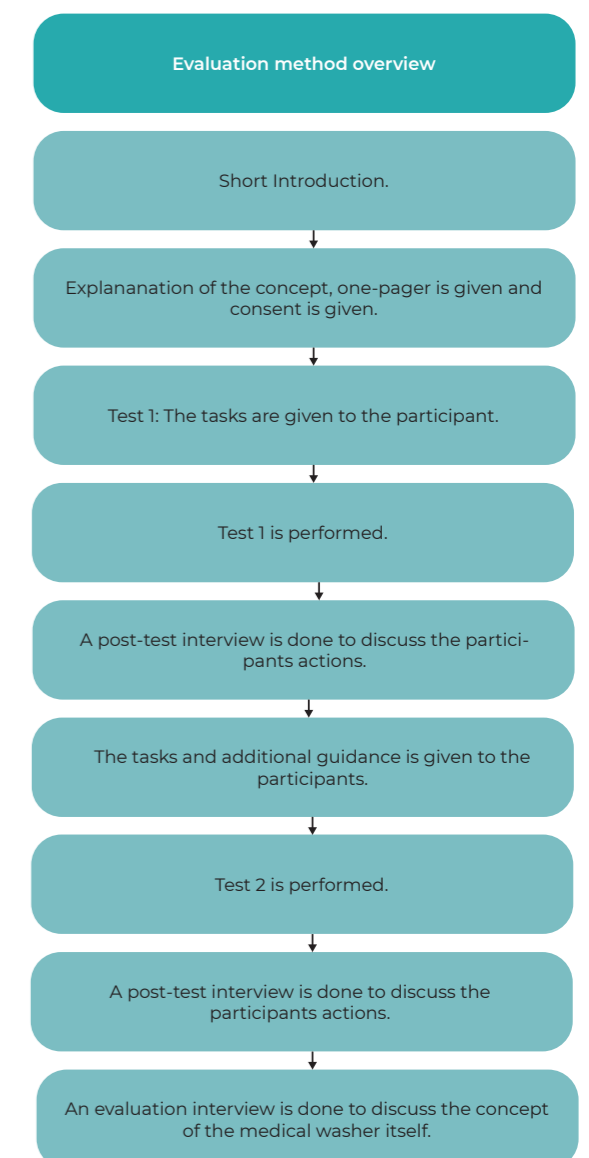 Evaluation method overview
Short Introduction.
Explananation of the concept, one-pager is given and
consent is given.
Test 1: The tasks are given to the participant.
Test 1 is performed.
A post-test interview is done to discuss the partici-
pants actions.
The tasks and additional guidance is given to the
participants.
Test 2 is performed.
A post-test interview is done to discuss the
participants actions.
An evaluation interview is done to discuss the concept
of the medical washer itself.